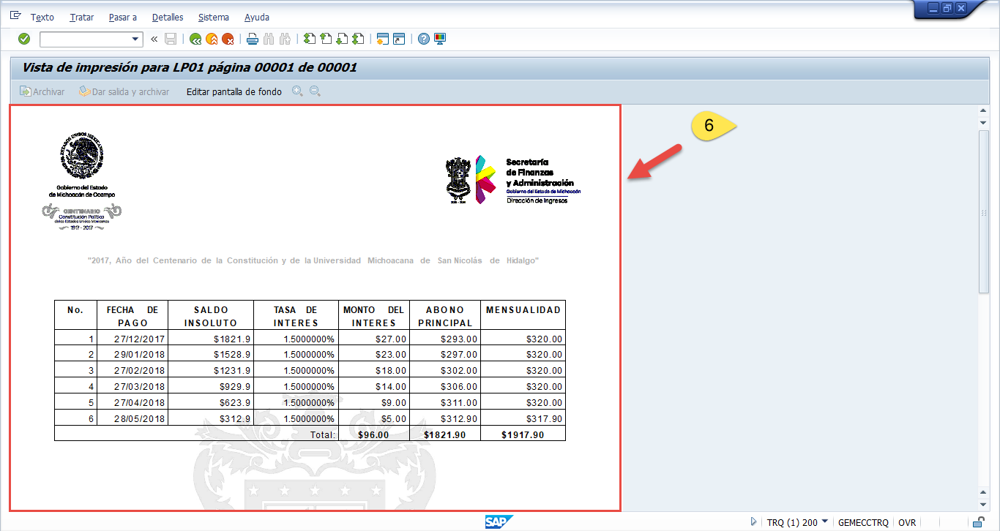 Texto Tratar Pasar a Detalles Sistema Ayuda
Vista de impresión para LP01 página 00001 de 00001
Archivar Dar salida y archivar Editar pantalla de fondo
6
ESTADOS UNIDOS MEXICANOS
Gobierno del Estado
de Michoacán de Ocampo
CENTENARIO
Constitución Política
de los Estados Unidos Mexicanos
1917 - 2017
Secretaría
de Finanzas
y Administración
Gobierno del Estado de Michoacán
Dirección de Ingresos
"2017, Año del Centenario de la Constitución y de la Universidad Michoacana de San Nicolás de Hidalgo"
No. FECHA DE PAGO SALDO INSOLUTO TASA DE INTERES MONTO DEL INTERES ABONO PRINCIPAL MENSUALIDAD
1 27/12/2017 $1821.9 1.5000000% $27.00 $293.00 $320.00
2 29/01/2018 $1528.9 1.5000000% $23.00 $297.00 $320.00
3 27/02/2018 $1231.9 1.5000000% $18.00 $302.00 $320.00
4 27/03/2018 $929.9 1.5000000% $14.00 $306.00 $320.00
5 27/04/2018 $623.9 1.5000000% $9.00 $311.00 $320.00
6 28/05/2018 $312.9 1.5000000% $5.00 $312.90 $317.90
Total: $96.00 $1821.90 $1917.90
SAP TRQ (1) 200 GEMECCTRQ OVR